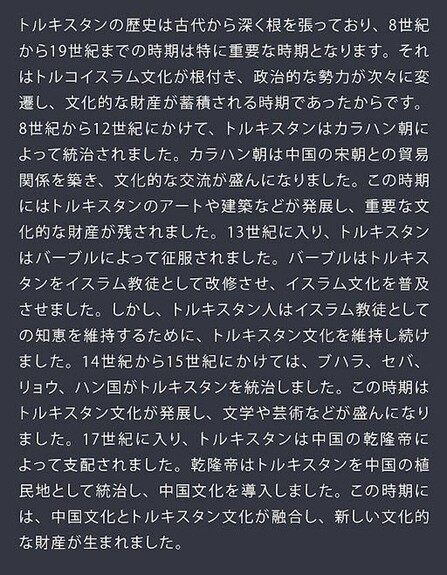 トルキスタンの歴史は古代から深く根を張っており、8世紀
から19世紀までの時期は特に重要な時期となります。それ
はトルコイスラム文化が根付き、政治的な勢力が次々に変
遷し、文化的な財産が蓄積される時期であったからです。
8世紀から12世紀にかけて、トルキスタンはカラハン朝に
よって統治されました。カラハン朝は中国の宋朝との貿易
関係を築き、文化的な交流が盛んになりました。この時期
にはトルキスタンのアートや建築などが発展し、重要な文
化的な財産が残されました。13世紀に入り、トルキスタン
はバーブルによって征服されました。バーブルはトルキス
タンをイスラム教徒として改修させ、イスラム文化を普及
させました。しかし、トルキスタン人はイスラム教徒として
の知恵を維持するために、トルキスタン文化を維持し続け
ました。14世紀から15世紀にかけては、ブハラ、セバ、
リョウ、ハン国がトルキスタンを統治しました。この時期は
トルキスタン文化が発展し、文学や芸術などが盛んになり
ました。17世紀に入り、トルキスタンは中国の乾隆帝に
よって支配されました。乾隆帝はトルキスタンを中国の植
民地として統治し、中国文化を導入しました。この時期に
は、中国文化とトルキスタン文化が融合し、新しい文化的
な財産が生まれました。